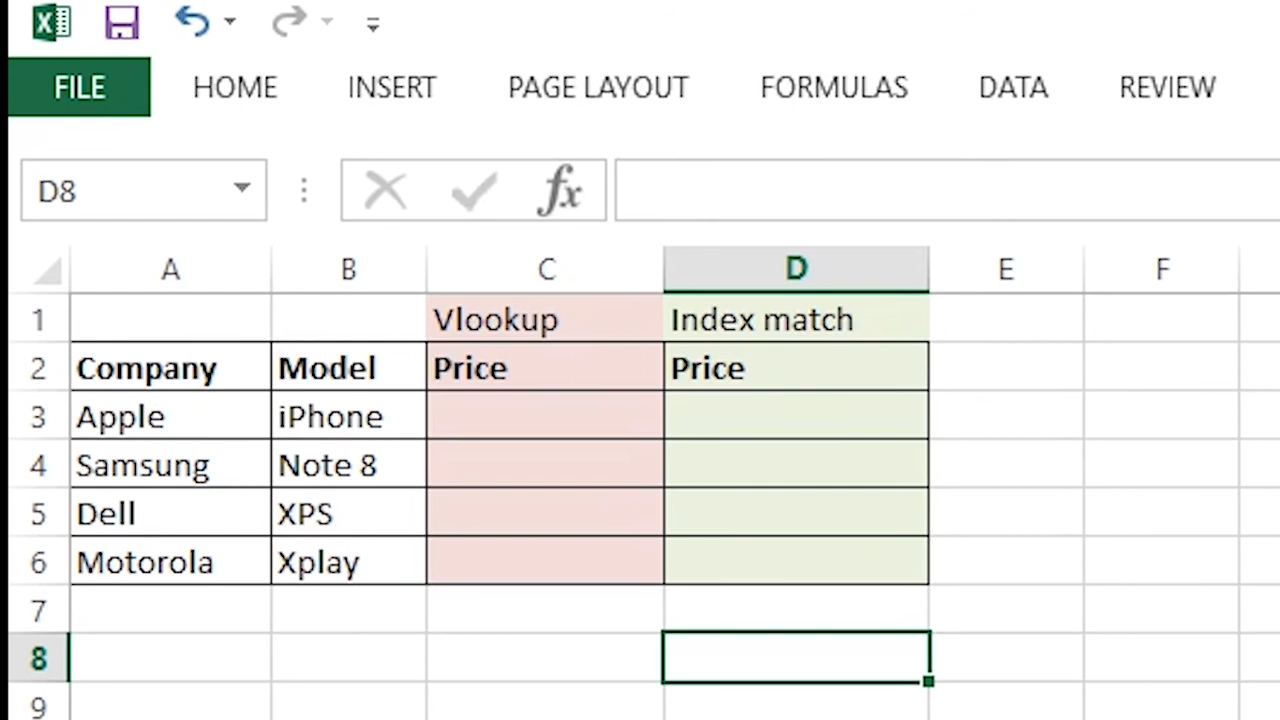 FILE HOME INSERT PAGE LAYOUT FORMULAS DATA REVIEW
D8 fx
A B C D E F
1 Vlookup Index match
2 Company Model Price Price
3 Apple iPhone
4 Samsung Note 8
5 Dell XPS
6 Motorola Xplay
7
8
9